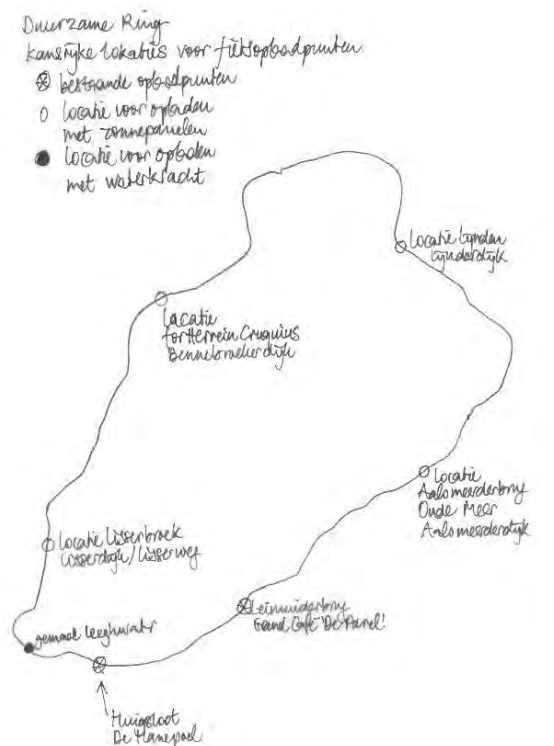 Duurzame Ring
kansrijke lokaties voor fietsoplaadpunten
bestaande oplaadpunten
locatie voor opladen
met zonnepanelen
locatie voor opladen
met waterkracht
locatie Lijnden
Lijnderdijk
Locatie
fortterrein Cruquius
Bennebroekerdijk
locatie
Aalsmeerderbrug
Oude Meer
Aalsmeerderdijk
locatie Lisserbroek
Lisserdijk/Lisserweg
Leimuiderbrug
Grand Café 'De Parel'
gemaal Leeghwater
Huigsloot
De Hanepoel